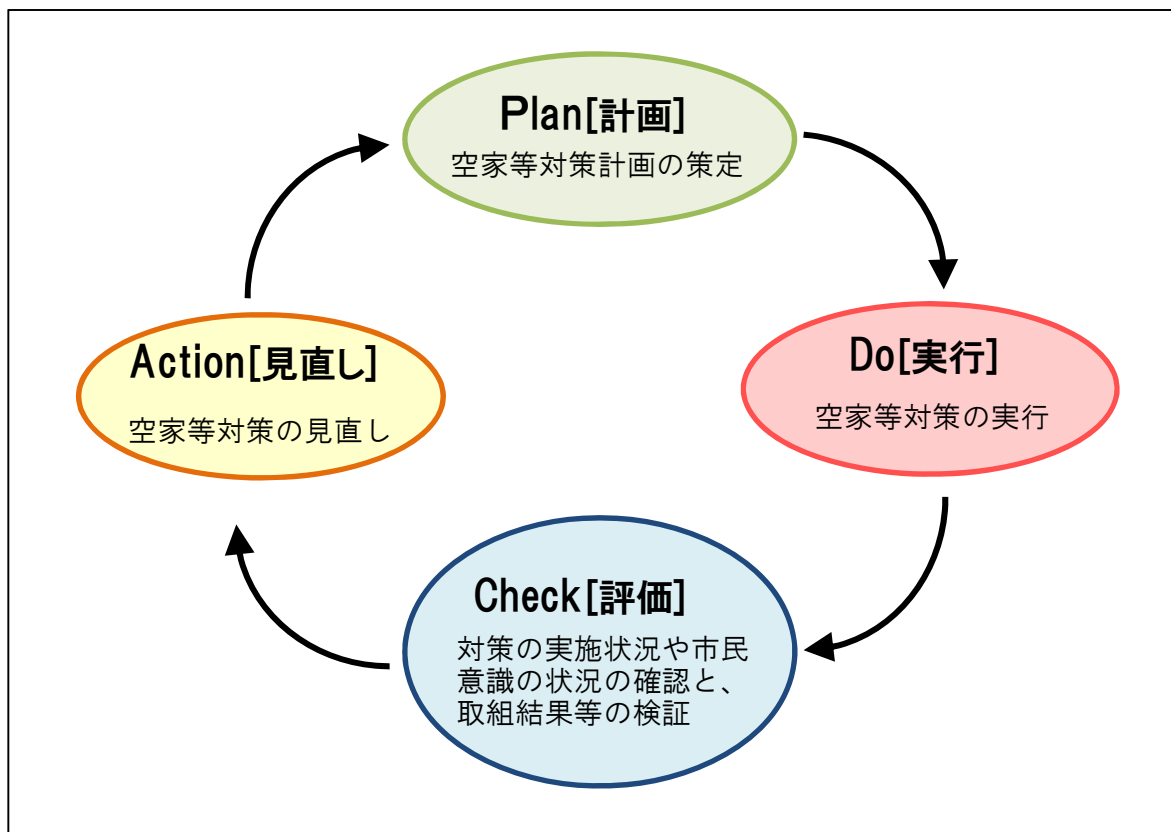 Plan[計画]
空家等対策計画の策定
Do[実行]
空家等対策の実行
Check[評価]
対策の実施状況や市民
意識の状況の確認と、
取組結果等の検証
Action[見直し]
空家等対策の見直し